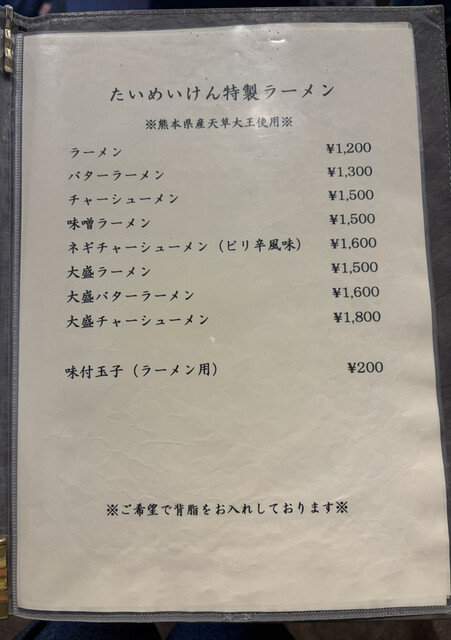 たいめいけん特製ラーメン
※熊本県産天草大王使用※
ラーメン ¥1,200
バターラーメン ¥1,300
チャーシューメン ¥1,500
味噌ラーメン ¥1,500
ネギチャーシューメン（ピリ辛風味） ¥1,600
大盛ラーメン ¥1,500
大盛バターラーメン ¥1,600
大盛チャーシューメン ¥1,800
味付玉子（ラーメン用） ¥200
※ご希望で背脂をお入れしております※